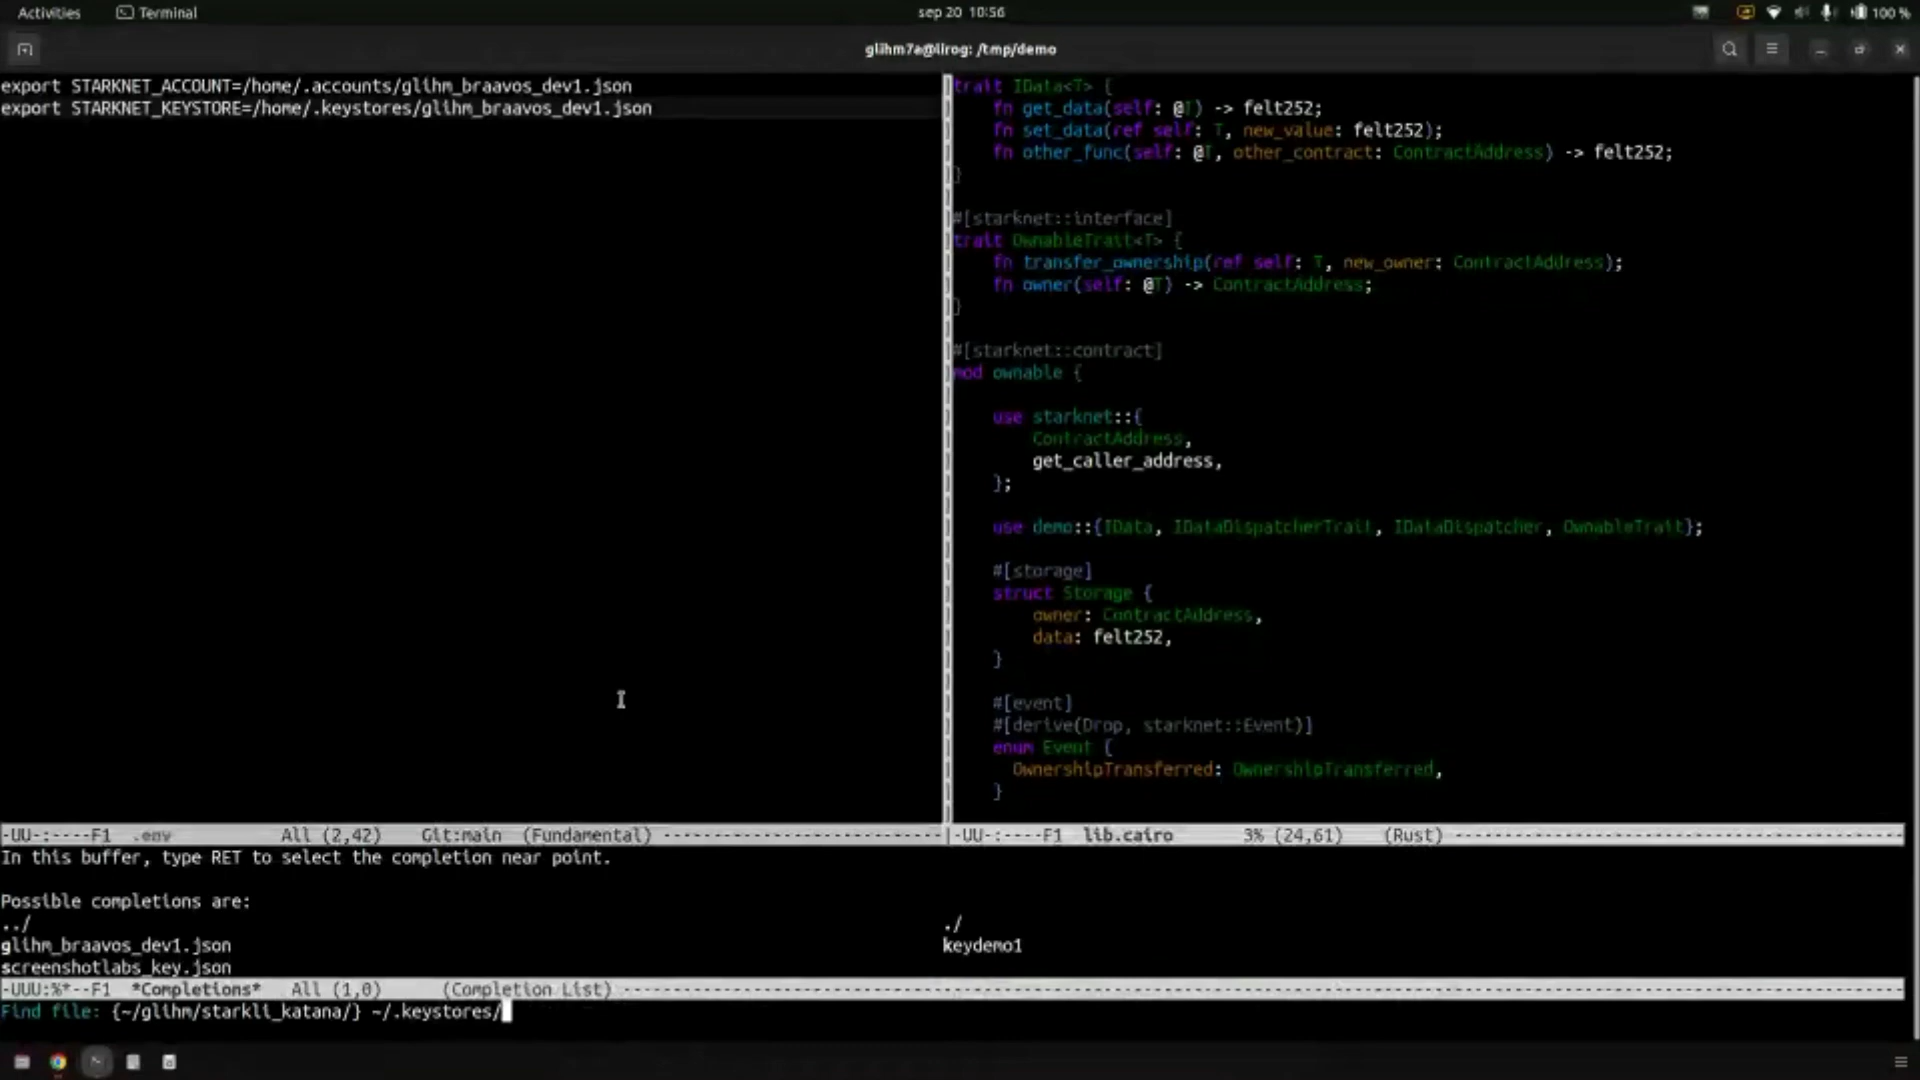 Activities
Terminal
sep 20 10:56
100 %
glihm7a@lirog: /tmp/demo
export STARKNET_ACCOUNT=/home/.accounts/glihm_braavos_dev1.json
export STARKNET_KEYSTORE=/home/.keystores/glihm_braavos_dev1.json
trait IData<T> {
fn get_data(self: @T) -> felt252;
fn set_data(ref self: T, new_value: felt252);
fn other_func(self: @T, other_contract: ContractAddress) -> felt252;
}
#[starknet::interface]
trait OwnableTrait<T> {
fn transfer_ownership(ref self: T, new_owner: ContractAddress);
fn owner(self: @T) -> ContractAddress;
}
#[starknet::contract]
mod ownable {
use starknet::{
ContractAddress,
get_caller_address,
};
use demo::{IData, IDataDispatcherTrait, IDataDispatcher, OwnableTrait};
#[storage]
struct Storage {
owner: ContractAddress,
data: felt252,
}
#[event]
#[derive(Drop, starknet::Event)]
enum Event {
OwnershipTransferred: OwnershipTransferred,
}
-UU-:----F1 .env All (2,42) Git:main (Fundamental) ------------------------------
-UU-:----F1 lib.cairo 3% (24,61) (Rust) ---------------------------------------------
In this buffer, type RET to select the completion near point.
Possible completions are:
../ ./
glihm_braavos_dev1.json keydemo1
screenshotlabs_key.json
-UUU:%*--F1 *Completions* All (1,0) (Completion List) ------------------------------
Find file: {~/glihm/starkli_katana/} ~/.keystores/